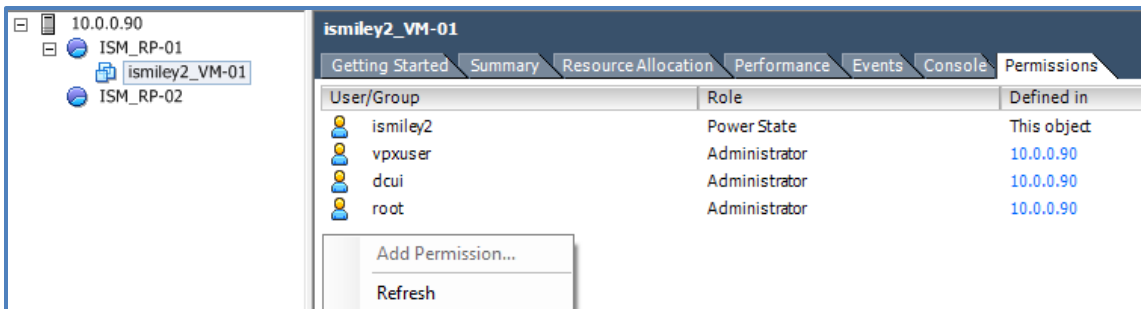 10.0.0.90
ISM_RP-01
ismiley2_VM-01
ISM_RP-02
ismiley2_VM-01
Getting Started Summary Resource Allocation Performance Events Console Permissions
User/Group Role Defined in
ismiley2 Power State This object
vpxuser Administrator 10.0.0.90
dcui Administrator 10.0.0.90
root Administrator 10.0.0.90
Add Permission...
Refresh